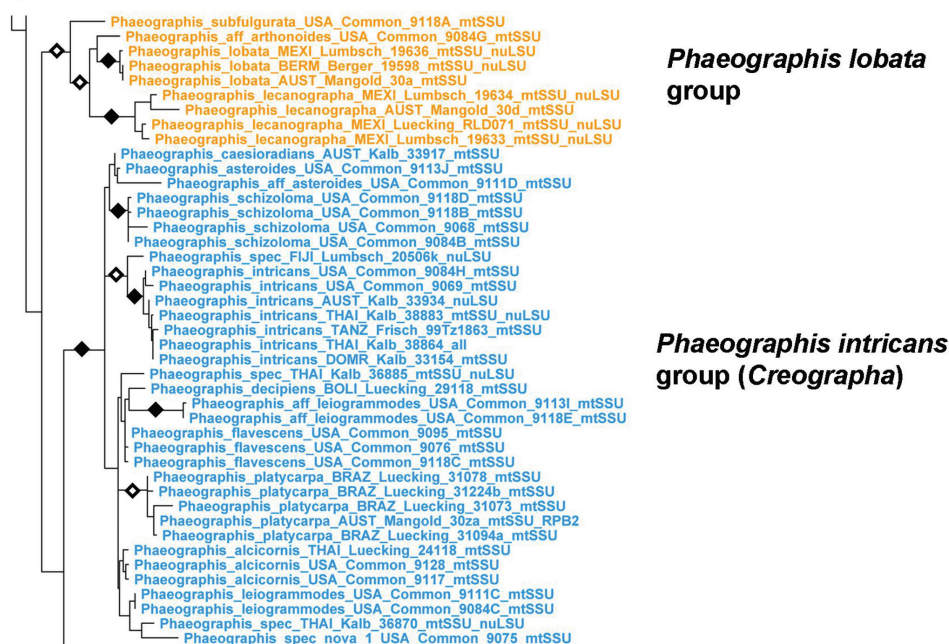 Phaeographis_subfulgurata_USA_Common_9118A_mtSSU
Phaeographis_aff_arthonoides_USA_Common_9084G_mtSSU
Phaeographis_lobata_MEXI_Lumbsch_19636_mtSSU_nuLSU
Phaeographis_lobata_BERM_Berger_19598_mtSSU_nuLSU
Phaeographis_lobata_AUST_Mangold_30a_mtSSU
Phaeographis_lecanographa_MEXI_Lumbsch_19634_mtSSU_nuLSU
Phaeographis_lecanographa_AUST_Mangold_30d_mtSSU
Phaeographis_lecanographa_MEXI_Luecking_RLD071_mtSSU_nuLSU
Phaeographis_lecanographa_MEXI_Lumbsch_19633_mtSSU_nuLSU
Phaeographis lobata
group
Phaeographis_caesioradians_AUST_Kalb_33917_mtSSU
Phaeographis_asteroides_USA_Common_9113J_mtSSU
Phaeographis_aff_asteroides_USA_Common_9111D_mtSSU
Phaeographis_schizoloma_USA_Common_9118D_mtSSU
Phaeographis_schizoloma_USA_Common_9118B_mtSSU
Phaeographis_schizoloma_USA_Common_9068_mtSSU
Phaeographis_schizoloma_USA_Common_9084B_mtSSU
Phaeographis_spec_FIJI_Lumbsch_20506k_nuLSU
Phaeographis_intricans_USA_Common_9084H_mtSSU
Phaeographis_intricans_USA_Common_9069_mtSSU
Phaeographis_intricans_AUST_Kalb_33934_nuLSU
Phaeographis_intricans_THAI_Kalb_38883_mtSSU_nuLSU
Phaeographis_intricans_TANZ_Frisch_99Tz1863_mtSSU
Phaeographis_intricans_THAI_Kalb_38864_all
Phaeographis_intricans_DOMR_Kalb_33154_mtSSU
Phaeographis_spec_THAI_Kalb_36885_mtSSU_nuLSU
Phaeographis_decipiens_BOLI_Luecking_29118_mtSSU
Phaeographis_aff_leiogrammodes_USA_Common_9113I_mtSSU
Phaeographis_aff_leiogrammodes_USA_Common_9118E_mtSSU
Phaeographis_flavescens_USA_Common_9095_mtSSU
Phaeographis_flavescens_USA_Common_9076_mtSSU
Phaeographis_flavescens_USA_Common_9118C_mtSSU
Phaeographis_platycarpa_BRAZ_Luecking_31078_mtSSU
Phaeographis_platycarpa_BRAZ_Luecking_31224b_mtSSU
Phaeographis_platycarpa_BRAZ_Luecking_31073_mtSSU
Phaeographis_platycarpa_AUST_Mangold_30za_mtSSU_RPB2
Phaeographis_platycarpa_BRAZ_Luecking_31094a_mtSSU
Phaeographis_alcicornis_THAI_Luecking_24118_mtSSU
Phaeographis_alcicornis_USA_Common_9128_mtSSU
Phaeographis_alcicornis_USA_Common_9117_mtSSU
Phaeographis_leiogrammodes_USA_Common_9111C_mtSSU
Phaeographis_leiogrammodes_USA_Common_9084C_mtSSU
Phaeographis_spec_THAI_Kalb_36870_mtSSU_nuLSU
Phaeographis_spec_nova_1_USA_Common_9075_mtSSU
Phaeographis intricans
group (Creographa)